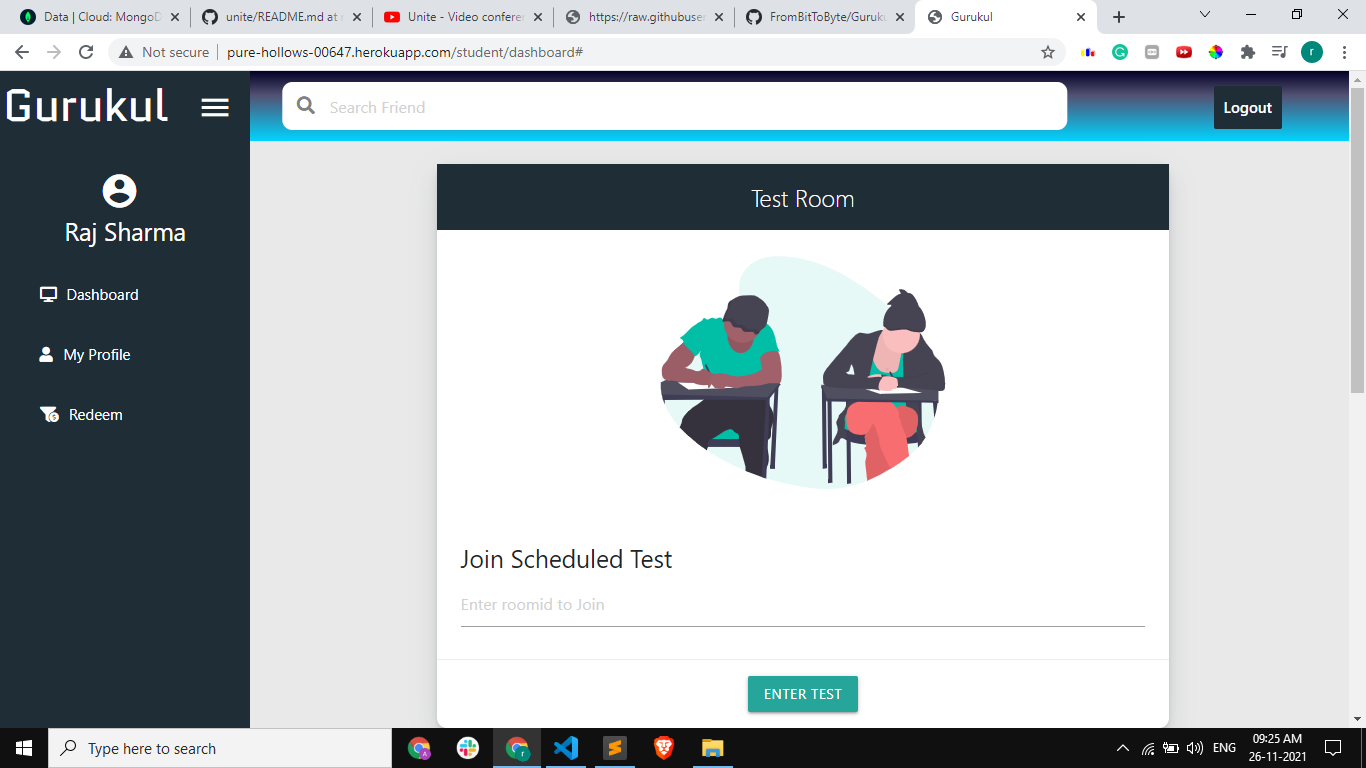 Data | Cloud: MongoD
unite/README.md at
Unite - Video confere
https://raw.githubuser
FromBitToByte/Guruku
Gurukul
Not secure
pure-hollows-00647.herokuapp.com/student/dashboard#
r
Gurukul
Search Friend
Logout
Raj Sharma
Dashboard
My Profile
Redeem
Test Room
Join Scheduled Test
Enter roomid to Join
ENTER TEST
Type here to search
A
r
ENG
09:25 AM
26-11-2021